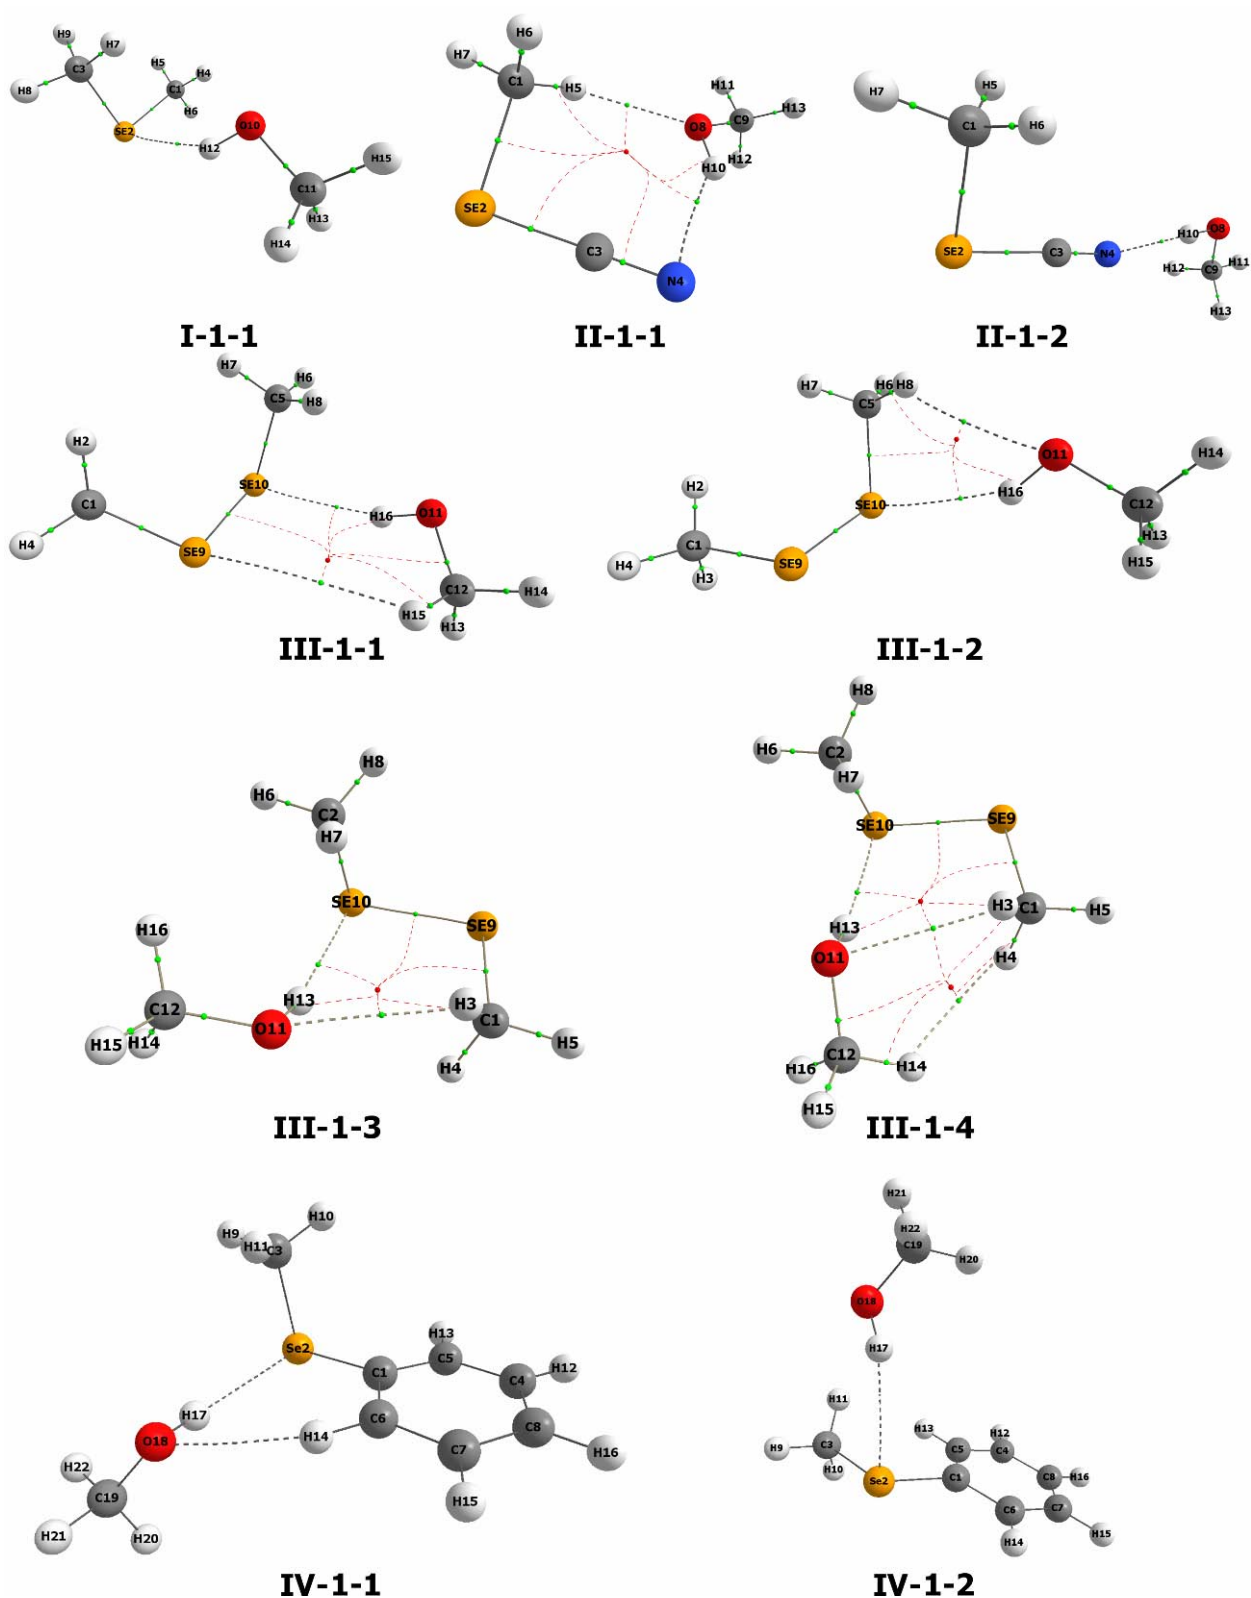 H9 H7 H5 H4 C3 C1 H8 H6 SE2 O10 H12 H15 C11 H13 H14
I-1-1
H6 H7 C1 H5 H11 H13 O8 C9 H12 H10 SE2 C3 N4
II-1-1
H7 H5 C1 H6 SE2 C3 N4 H10 O8 H12 C9 H11 H13
II-1-2
H7 H6 C5 H8 H2 SE10 C1 H16 O11 H4 SE9 C12 H14 H15 H13
III-1-1
H7 H6 H8 C5 O11 H14 H2 H16 SE10 C12 H13 C1 SE9 H4 H3 H15
III-1-2
H8 H6 C2 H7 SE10 SE9 H16 H13 H3 C12 O11 C1 H15 H14 H5 H4
III-1-3
H8 H6 C2 H7 SE10 SE9 H3 C1 H5 H13 O11 H4 C12 H14 H16 H15
III-1-4
H10 H9 H11 C3 Se2 H13 C5 C1 C4 H12 H17 C6 C8 O18 H14 C7 H16 H22 C19 H15 H21 H20
IV-1-1
H21 H22 C19 H20 O18 H17 H11 H13 H12 C3 C5 C4 H9 H10 Se2 C1 C8 H16 C6 C7 H14 H15
IV-1-2